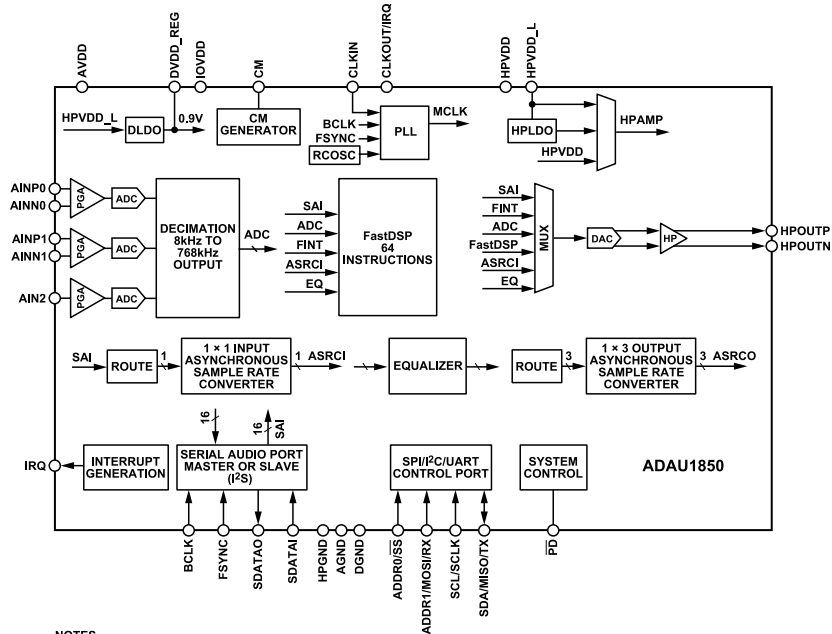 AVDD
DVDD_REG
IOVDD
CM
CLKIN
CLKOUT/IRQ
HPVDD
HPVDD_L
HPVDD_L
DLDO
0.9V
CM
GENERATOR
BCLK
FSYNC
RCOSC
PLL
MCLK
HPLDO
HPVDD
HPAMP
AINP0
AINN0
PGA
ADC
AINP1
AINN1
PGA
ADC
AIN2
PGA
ADC
DECIMATION
8kHz TO
768kHz
OUTPUT
ADC
SAI
ADC
FINT
ASRCI
EQ
FastDSP
64
INSTRUCTIONS
SAI
FINT
ADC
FastDSP
ASRCI
EQ
MUX
DAC
HP
HPOUTP
HPOUTN
SAI
ROUTE
1
1 × 1 INPUT
ASYNCHRONOUS
SAMPLE RATE
CONVERTER
1
ASRCI
EQUALIZER
ROUTE
3
1 × 3 OUTPUT
ASYNCHRONOUS
SAMPLE RATE
CONVERTER
3
ASRCO
16
16
SAI
IRQ
INTERRUPT
GENERATION
SERIAL AUDIO PORT
MASTER OR SLAVE
(I²S)
SPI/I²C/UART
CONTROL PORT
SYSTEM
CONTROL
ADAU1850
BCLK
FSYNC
SDATAO
SDATAI
HPGND
AGND
DGND
ADDR0/SS
ADDR1/MOSI/RX
SCL/SCLK
SDA/MISO/TX
PD
NOTES